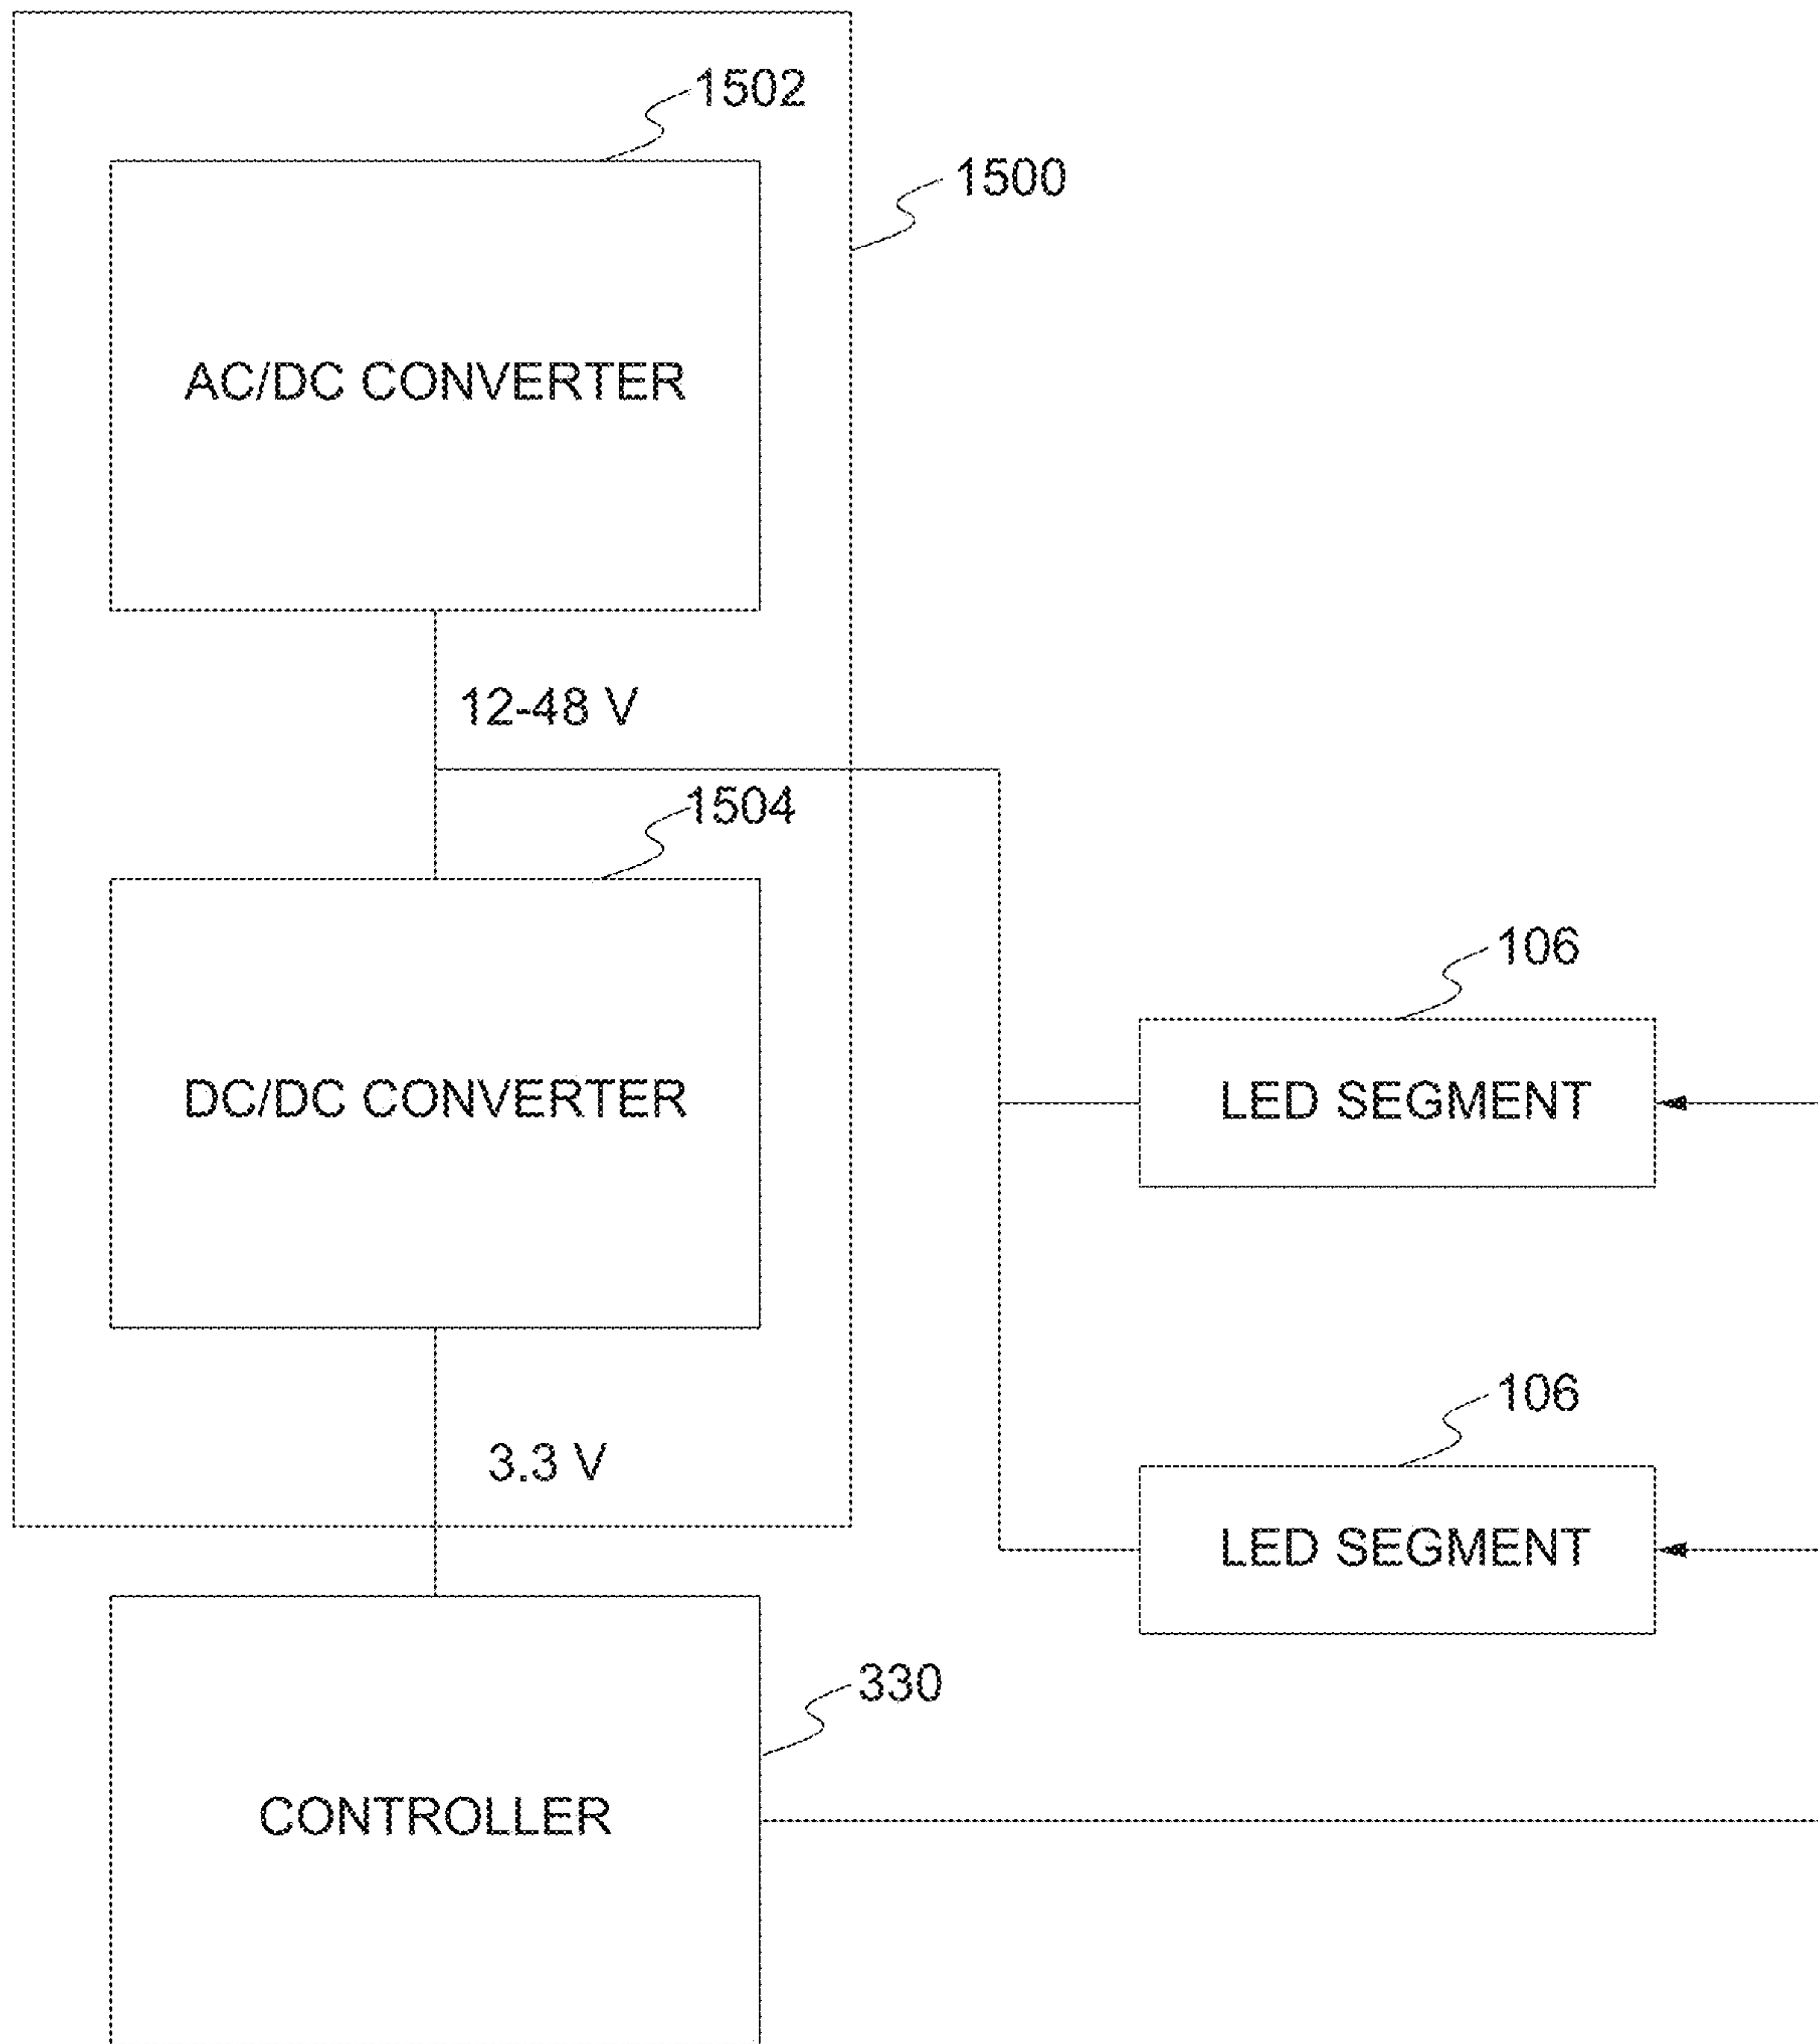 1502
1500
AC/DC CONVERTER
12-48 V
1504
106
DC/DC CONVERTER
LED SEGMENT
106
3.3 V
LED SEGMENT
330
CONTROLLER